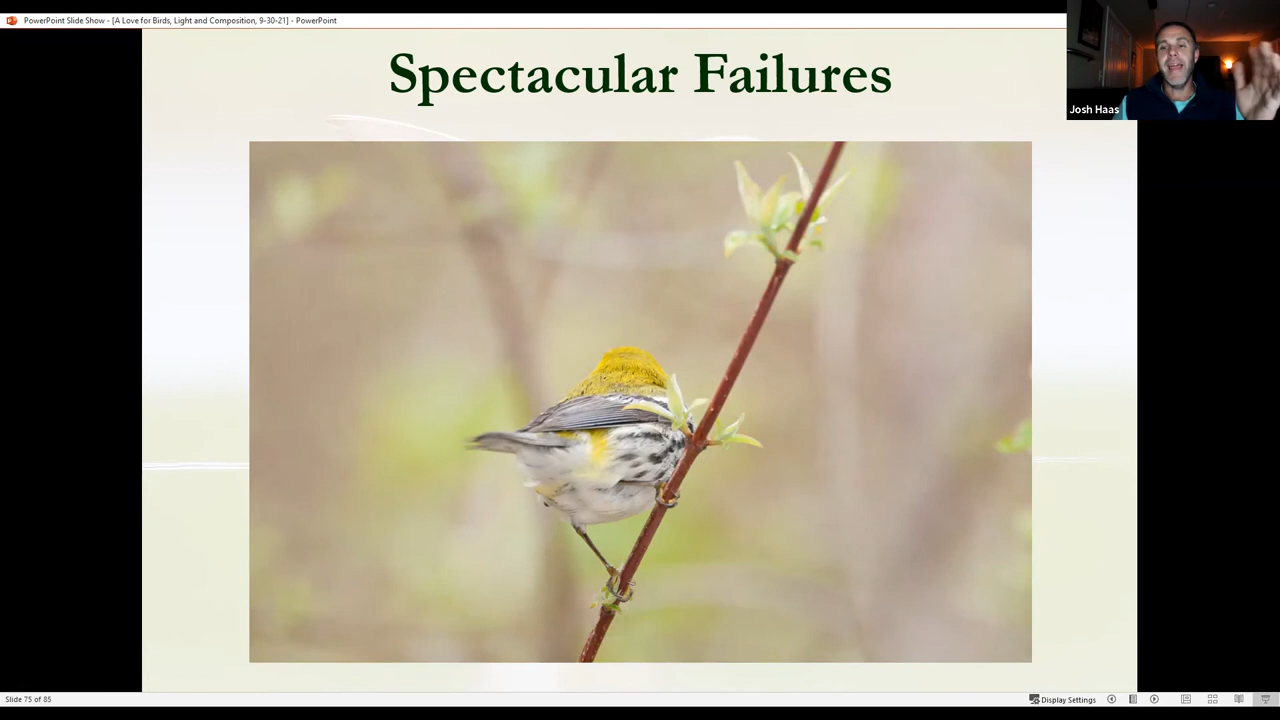 PowerPoint Slide Show - [A Love for Birds, Light and Composition, 9-30-21] - PowerPoint
Spectacular Failures
Josh Haas
Slide 75 of 85
Display Settings